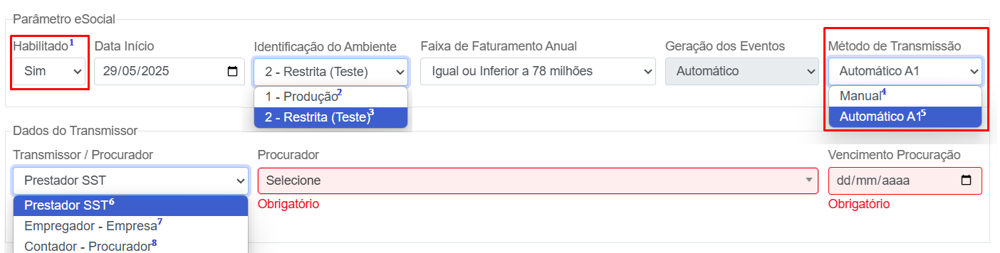 Parâmetro eSocial
Habilitado¹ Data Início Identificação do Ambiente Faixa de Faturamento Anual Geração dos Eventos Método de Transmissão
Sim 29/05/2025 2 - Restrita (Teste) Igual ou Inferior a 78 milhões Automático Automático A1
1 - Produção² Manual⁴
2 - Restrita (Teste)³ Automático A1⁵
Dados do Transmissor
Transmissor / Procurador Procurador Vencimento Procuração
Prestador SST Selecione dd/mm/aaaa
Prestador SST⁶ Obrigatório Obrigatório
Empregador - Empresa⁷
Contador - Procurador⁸